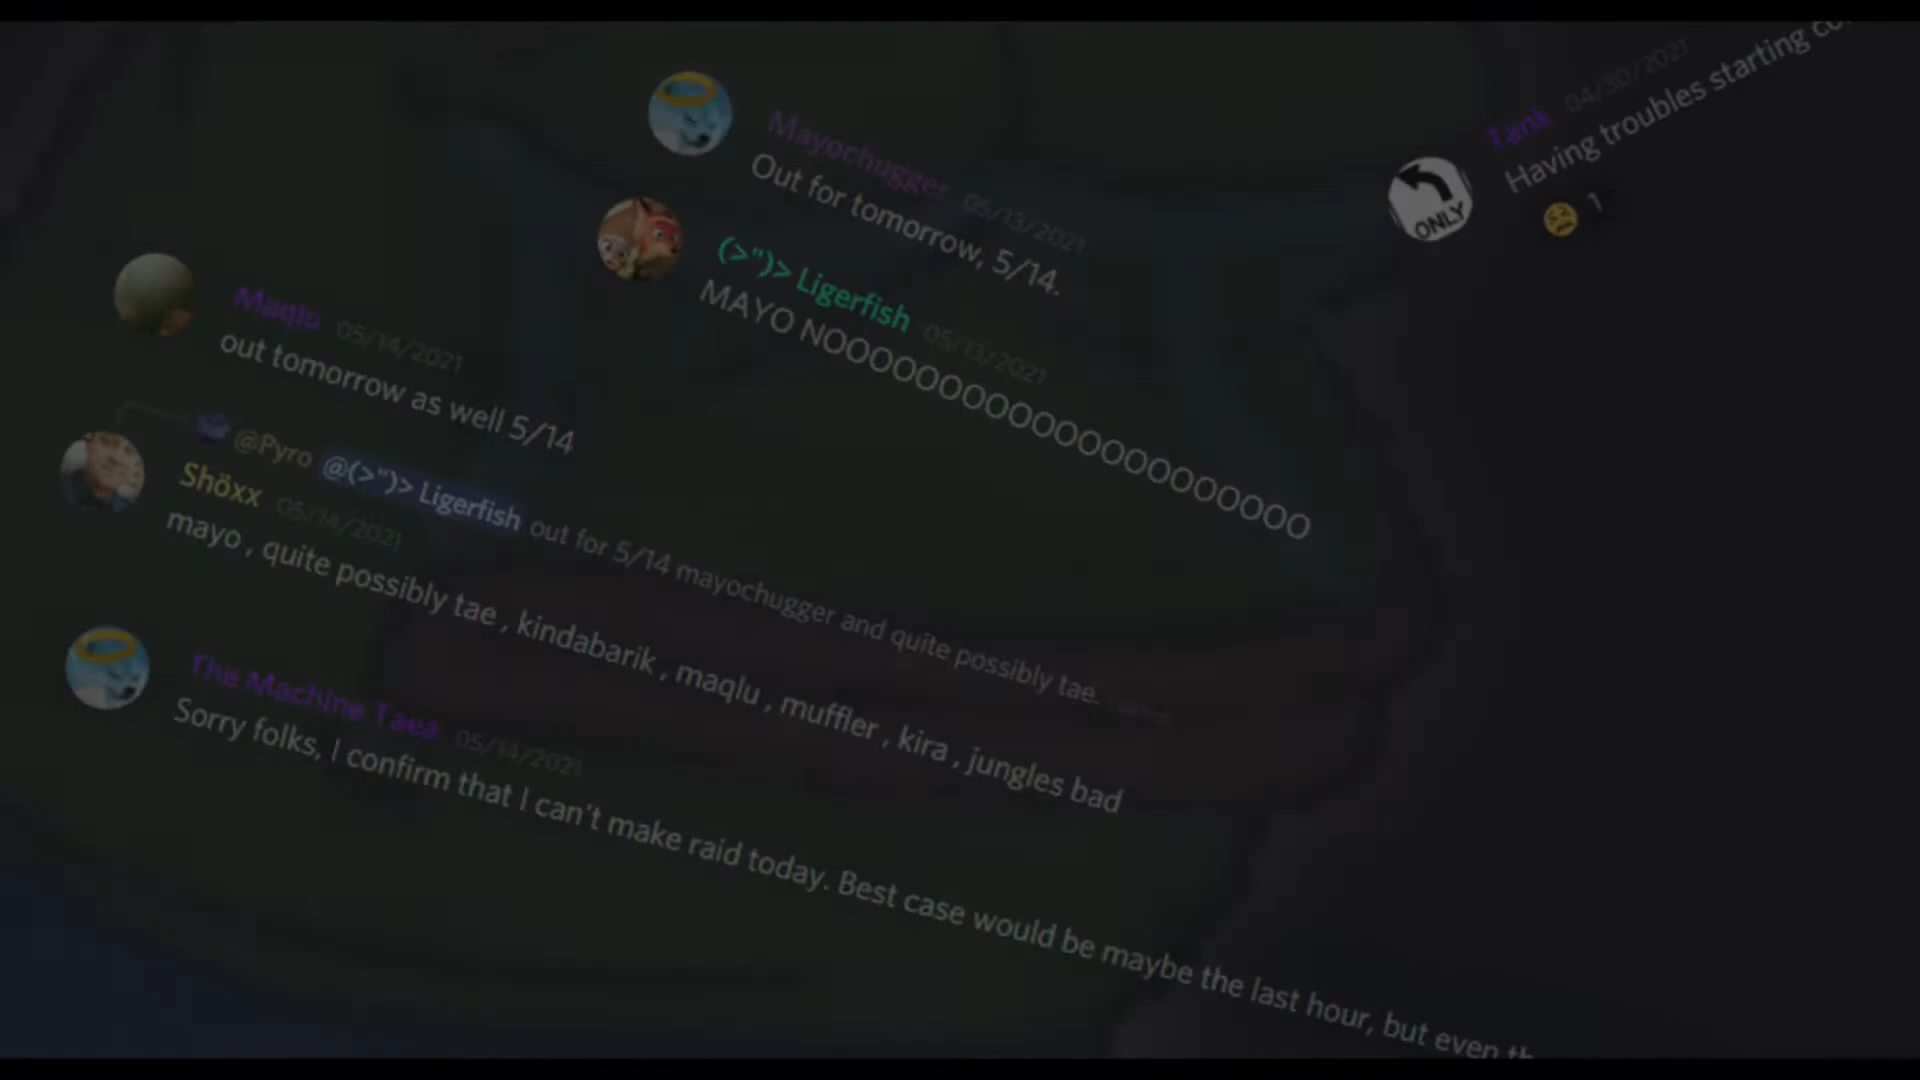 Mayochugger 05/13/2021
Out for tomorrow, 5/14.
(>")> Ligerfish 05/13/2021
MAYO NOOOOOOOOOOOOOOOOOOOOO
Tank 04/30/2021
Having troubles starting
ONLY
1
Maqlu 05/14/2021
out tomorrow as well 5/14
@Pyro @(>")> Ligerfish out for 5/14 mayochugger and quite possibly tae.
Shöxx 05/14/2021
mayo , quite possibly tae , kindabarik , maqlu , muffler , kira , jungles bad
The Machine Taea 05/14/2021
Sorry folks, I confirm that I can't make raid today. Best case would be maybe the last hour, but even